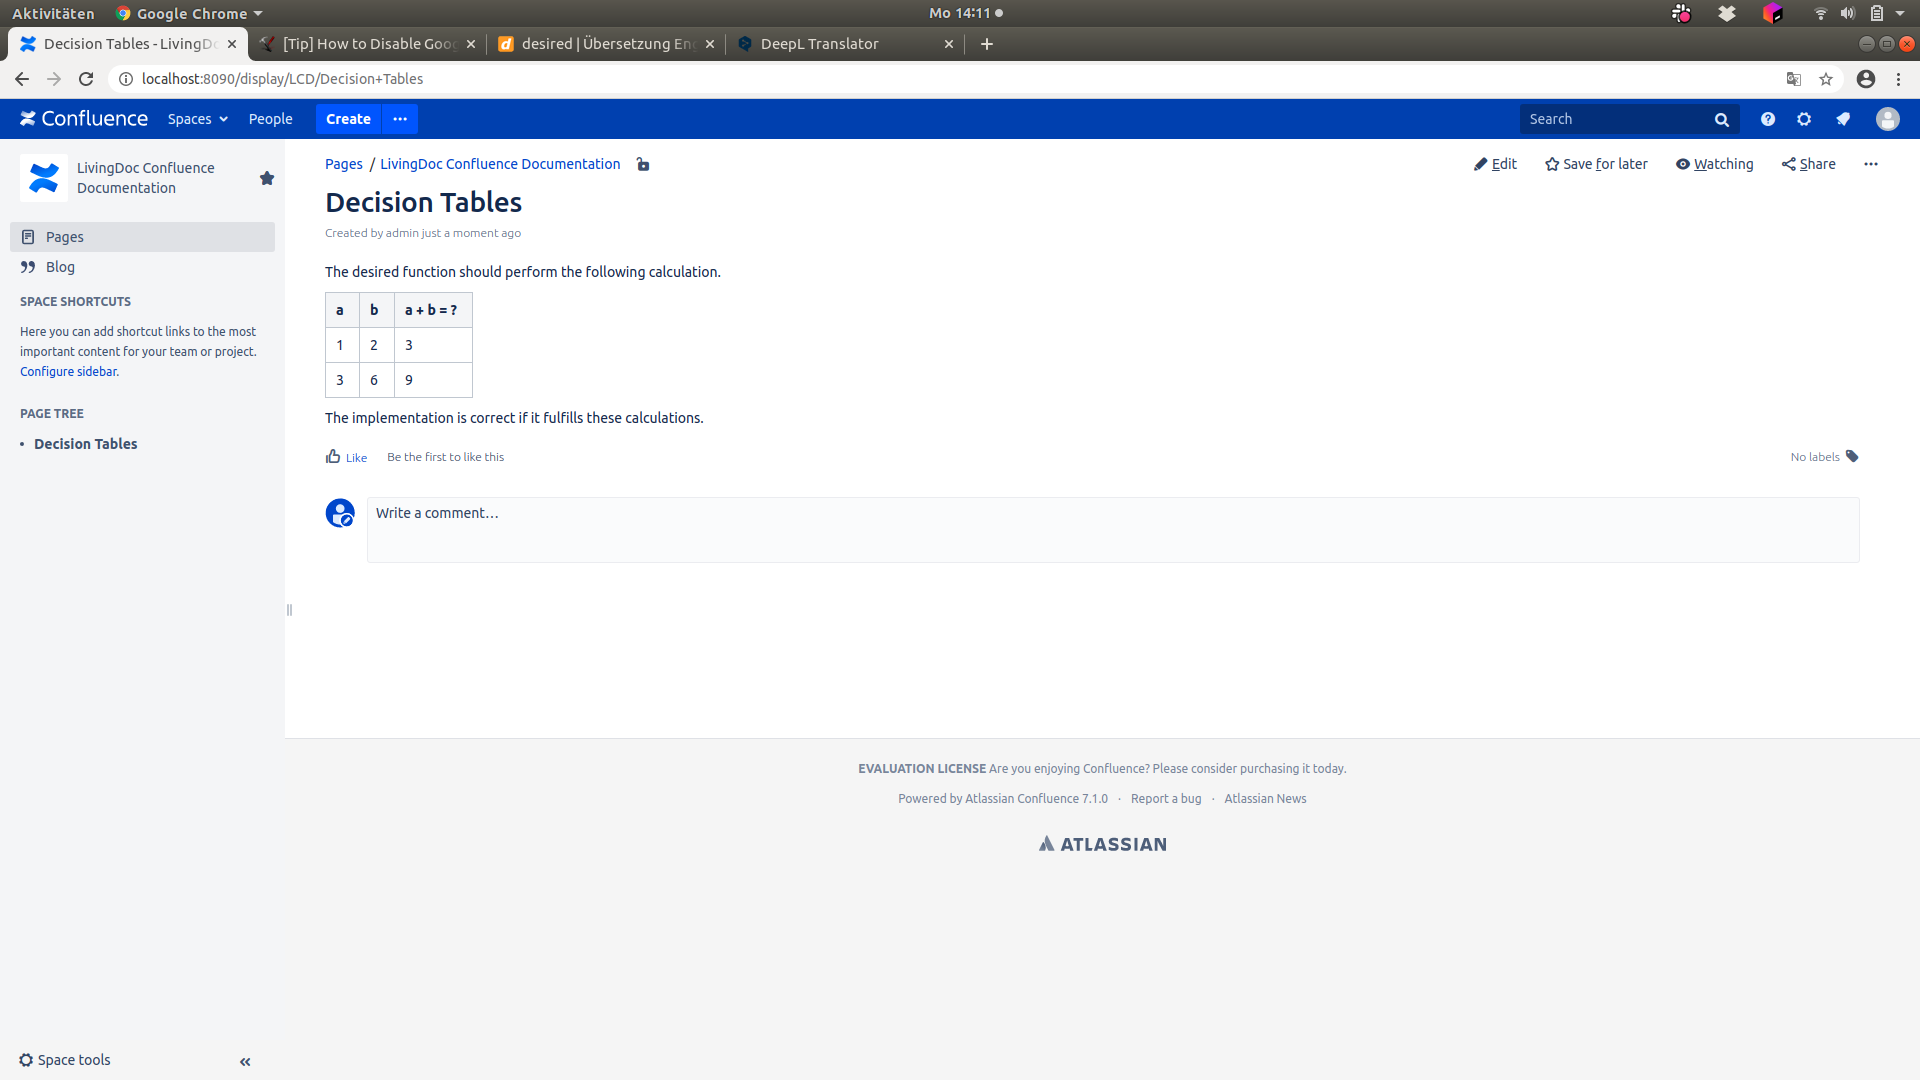 Aktivitäten Google Chrome Mo 14:11
Decision Tables - LivingDo [Tip] How to Disable Goog desired | Übersetzung En DeepL Translator
localhost:8090/display/LCD/Decision+Tables
Confluence Spaces People Create Search
LivingDoc Confluence Documentation
Pages
Blog
SPACE SHORTCUTS
Here you can add shortcut links to the most
important content for your team or project.
Configure sidebar.
PAGE TREE
Decision Tables
Space tools
Pages / LivingDoc Confluence Documentation
Edit Save for later Watching Share
Decision Tables
Created by admin just a moment ago
The desired function should perform the following calculation.
a b a + b = ?
1 2 3
3 6 9
The implementation is correct if it fulfills these calculations.
Like Be the first to like this No labels
Write a comment…
EVALUATION LICENSE Are you enjoying Confluence? Please consider purchasing it today.
Powered by Atlassian Confluence 7.1.0 · Report a bug · Atlassian News
ATLASSIAN